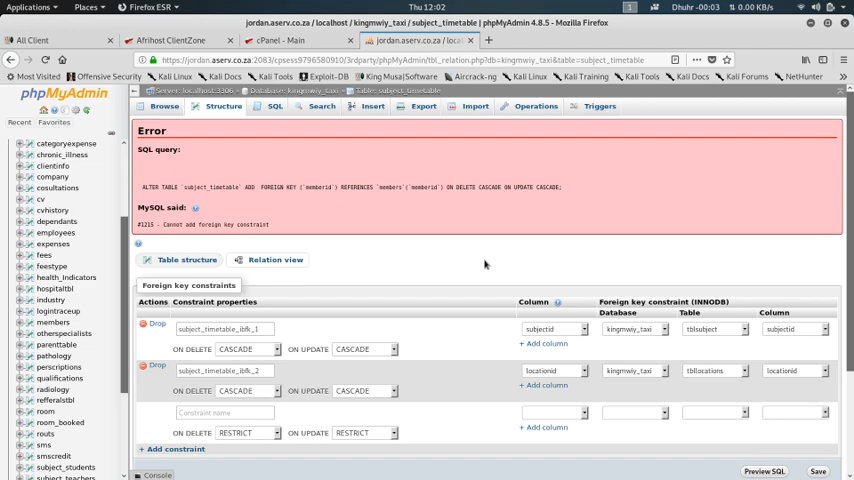 Applications Places Firefox ESR Thu 12:02 1 Dhuhr -00:03 0.00 KB/s
jordan.aserv.co.za / localhost / kingmwiy_taxi / subject_timetable | phpMyAdmin 4.8.5 - Mozilla Firefox
All Client Afrihost ClientZone cPanel - Main jordan.aserv.co.za / local
https://jordan.aserv.co.za:2083/cpsess9796580910/3rdparty/phpMyAdmin/tbl_relation.php?db=kingmwiy_taxi&table=subject_timetable
Most Visited Offensive Security Kali Linux Kali Docs Kali Tools Exploit-DB King Musa|Software Aircrack-ng Kali Linux Kali Training Kali Tools Kali Docs Kali Forums NetHunter
phpMyAdmin
Recent Favorites
Server: localhost:3306 » Database: kingmwiy_taxi » Table: subject_timetable
Browse Structure SQL Search Insert Export Import Operations Triggers
categoryexpense
chronic_illness
clientinfo
company
cosultations
cv
cvhistory
dependants
employees
expenses
fees
feestype
health_indicators
hospitaltbl
industry
logintraceup
members
otherspecialists
parenttable
pathology
perscriptions
qualifications
radiology
refferalstbl
room
room_booked
routs
sms
smscredit
subject_students
subject_teachers
Error
SQL query:
ALTER TABLE `subject_timetable` ADD FOREIGN KEY (`memberid`) REFERENCES `members`(`memberid`) ON DELETE CASCADE ON UPDATE CASCADE;
MySQL said:
#1215 - Cannot add foreign key constraint
Table structure Relation view
Foreign key constraints
Actions Constraint properties Column Foreign key constraint (INNODB)
Database Table Column
Drop subject_timetable_ibfk_1 subjectid kingmwiy_taxi tblsubject subjectid
+ Add column
ON DELETE CASCADE ON UPDATE CASCADE
Drop subject_timetable_ibfk_2 locationid kingmwiy_taxi tbllocations locationid
+ Add column
ON DELETE CASCADE ON UPDATE CASCADE
Constraint name
+ Add column
ON DELETE RESTRICT ON UPDATE RESTRICT
+ Add constraint
Preview SQL Save
Console